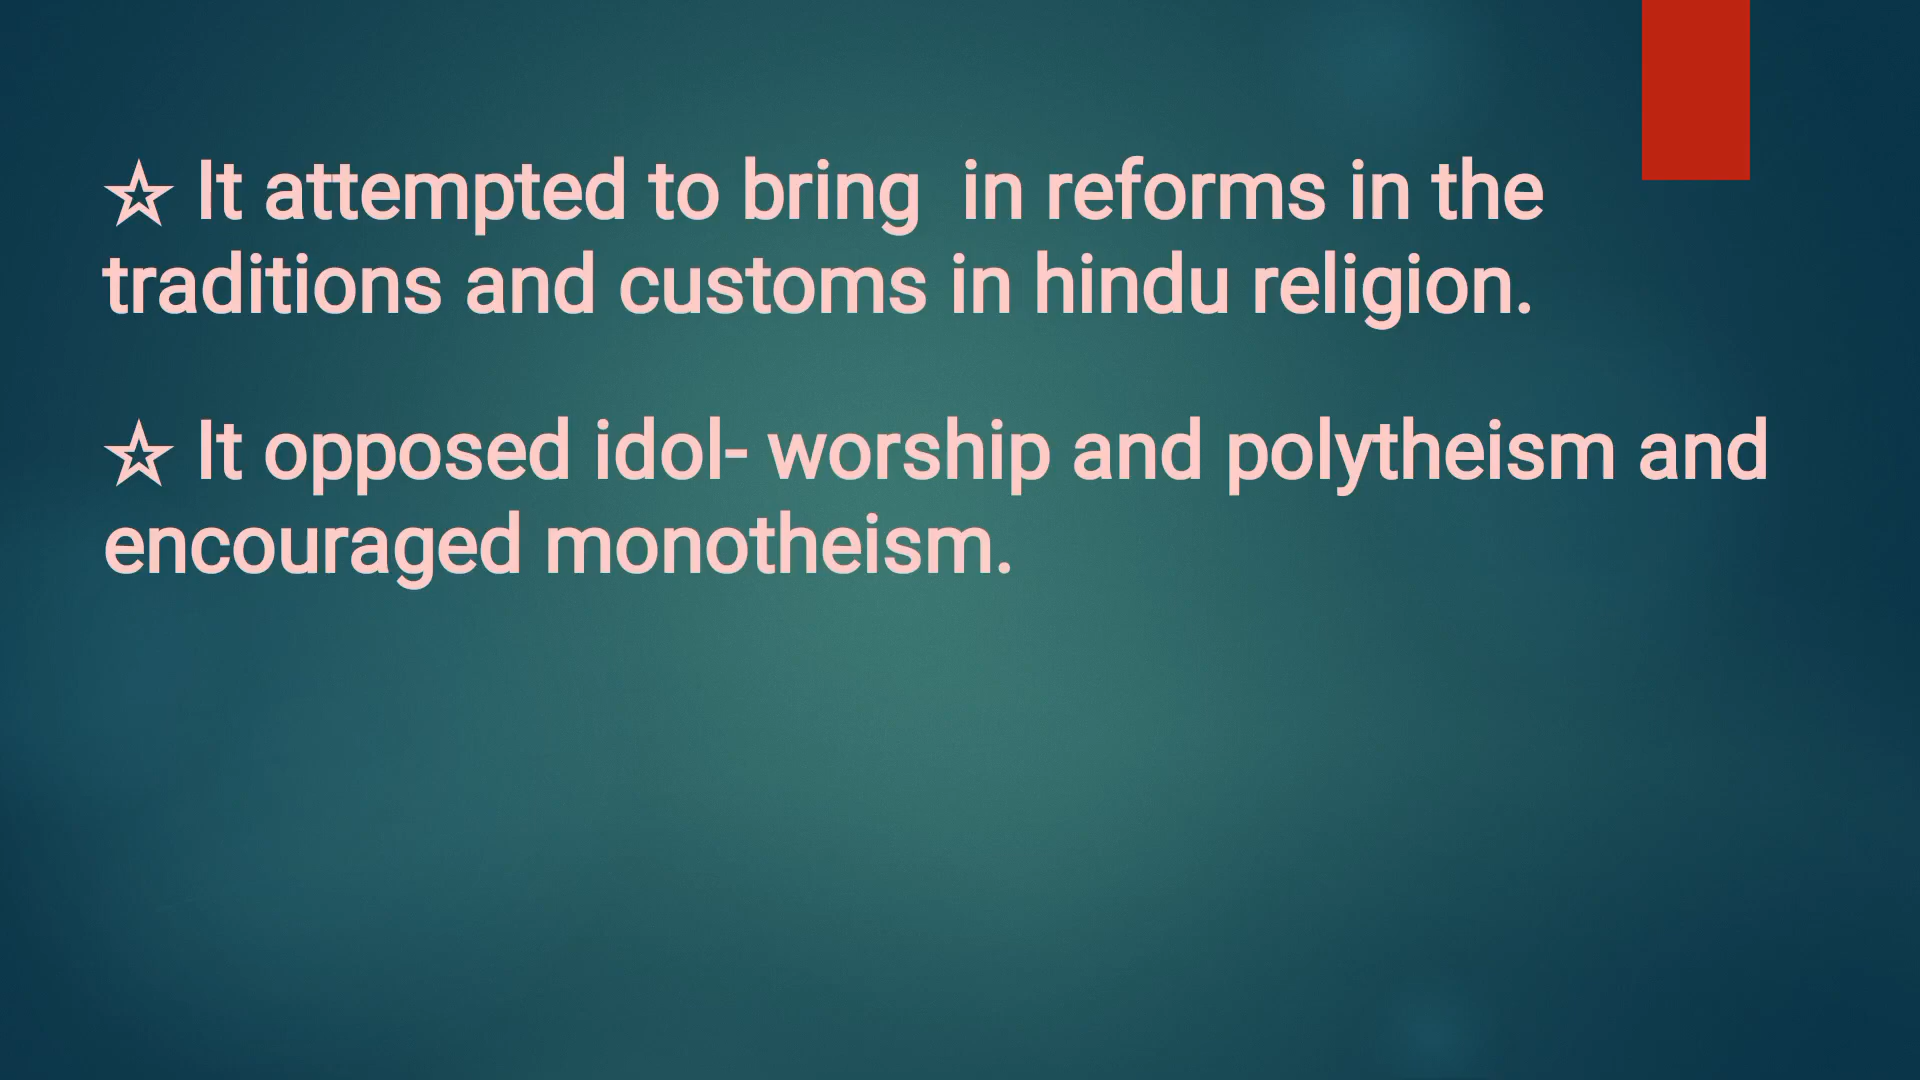 ☆ It attempted to bring  in reforms in the
traditions and customs in hindu religion.
☆ It opposed idol- worship and polytheism and
encouraged monotheism.